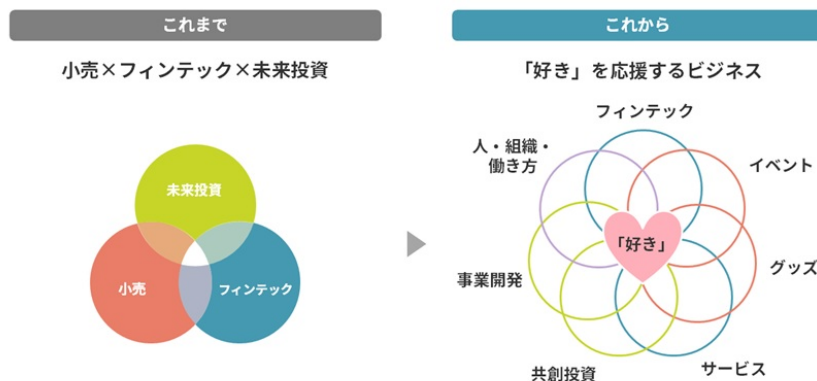 これまで
小売×フィンテック×未来投資
未来投資
小売
フィンテック
これから
「好き」を応援するビジネス
フィンテック
人・組織・
働き方
イベント
「好き」
事業開発
グッズ
共創投資
サービス